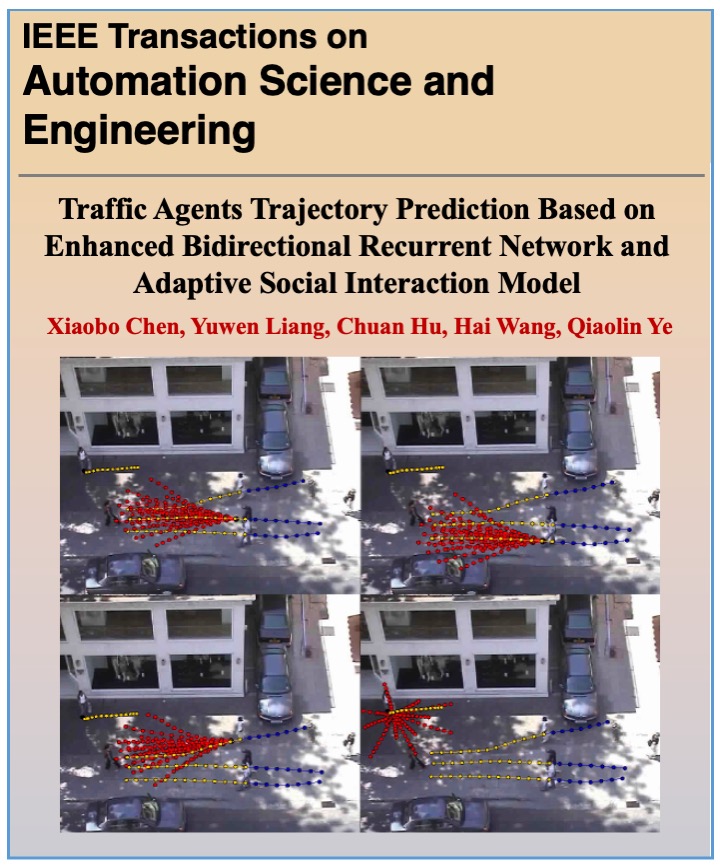 IEEE Transactions on
Automation Science and
Engineering
Traffic Agents Trajectory Prediction Based on
Enhanced Bidirectional Recurrent Network and
Adaptive Social Interaction Model
Xiaobo Chen, Yuwen Liang, Chuan Hu, Hai Wang, Qiaolin Ye